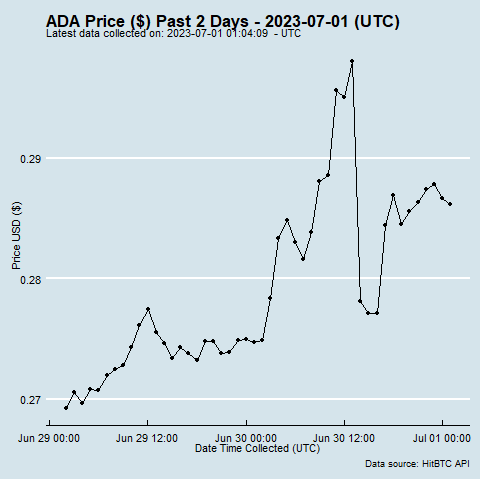 ADA Price ($) Past 2 Days - 2023-07-01 (UTC)
Latest data collected on: 2023-07-01 01:04:09 - UTC
Price USD ($)
0.29
0.28
0.27
Jun 29 00:00 Jun 29 12:00 Jun 30 00:00 Jun 30 12:00 Jul 01 00:00
Date Time Collected (UTC)
Data source: HitBTC API